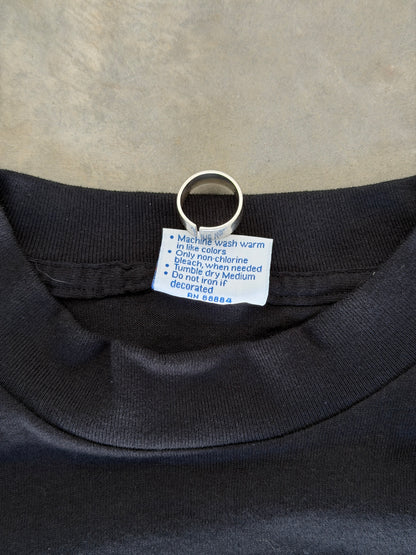 • Machine wash warm
in like colors
• Only non-chlorine
bleach, when needed
• Tumble dry Medium
• Do not iron if
decorated
RN 58884